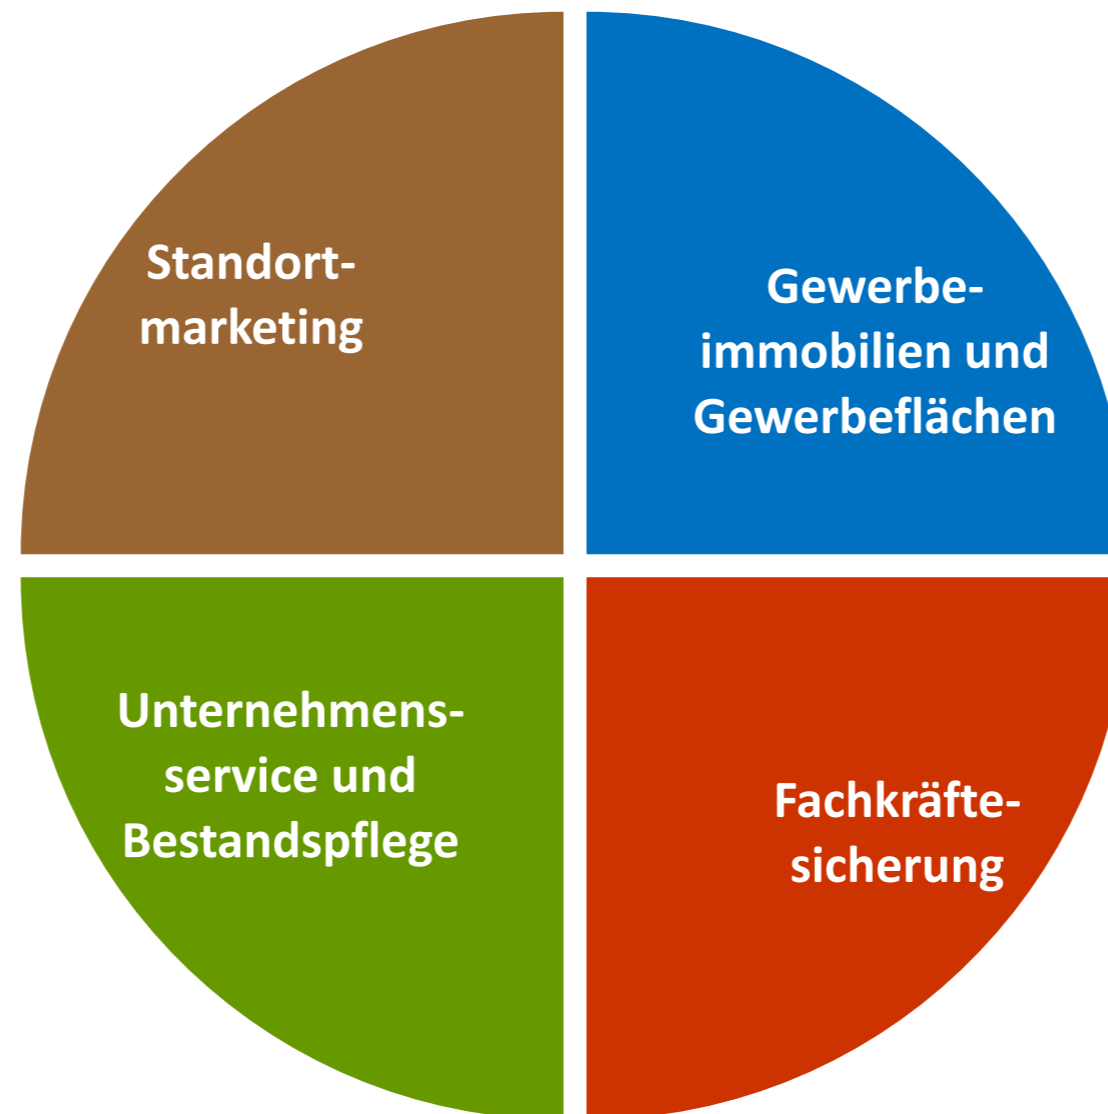 Standort-
marketing
Gewerbe-
immobilien und
Gewerbeflächen
Unternehmens-
service und
Bestandspflege
Fachkräfte-
sicherung